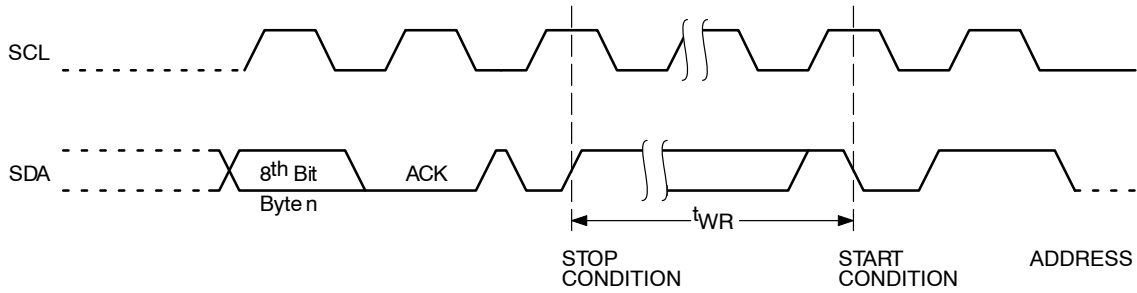 SCL
SDA
8th Bit
Byte n
ACK
tWR
STOP
CONDITION
START
CONDITION
ADDRESS